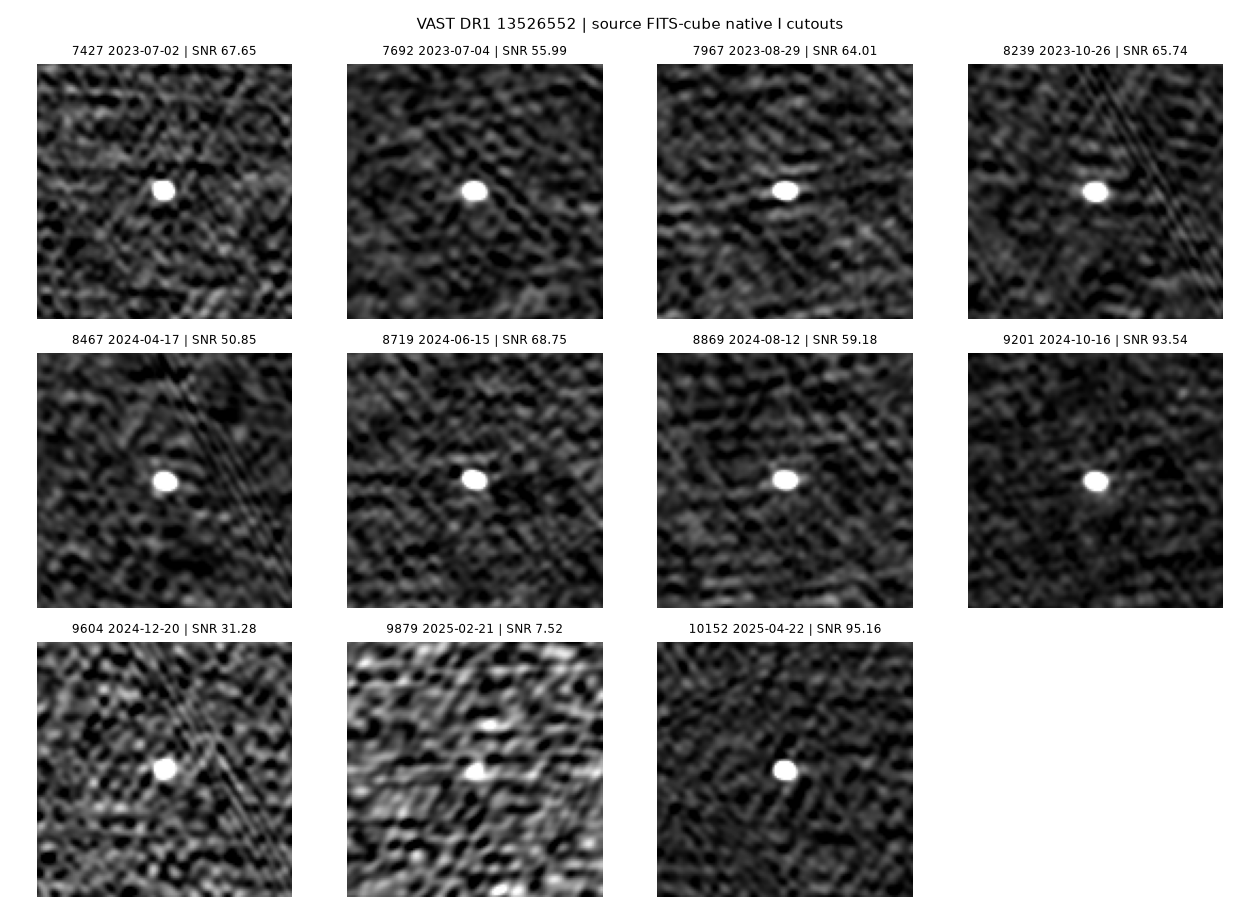 VAST DR1 13526552 | source FITS-cube native I cutouts
7427 2023-07-02 | SNR 67.65
7692 2023-07-04 | SNR 55.99
7967 2023-08-29 | SNR 64.01
8239 2023-10-26 | SNR 65.74
8467 2024-04-17 | SNR 50.85
8719 2024-06-15 | SNR 68.75
8869 2024-08-12 | SNR 59.18
9201 2024-10-16 | SNR 93.54
9604 2024-12-20 | SNR 31.28
9879 2025-02-21 | SNR 7.52
10152 2025-04-22 | SNR 95.16